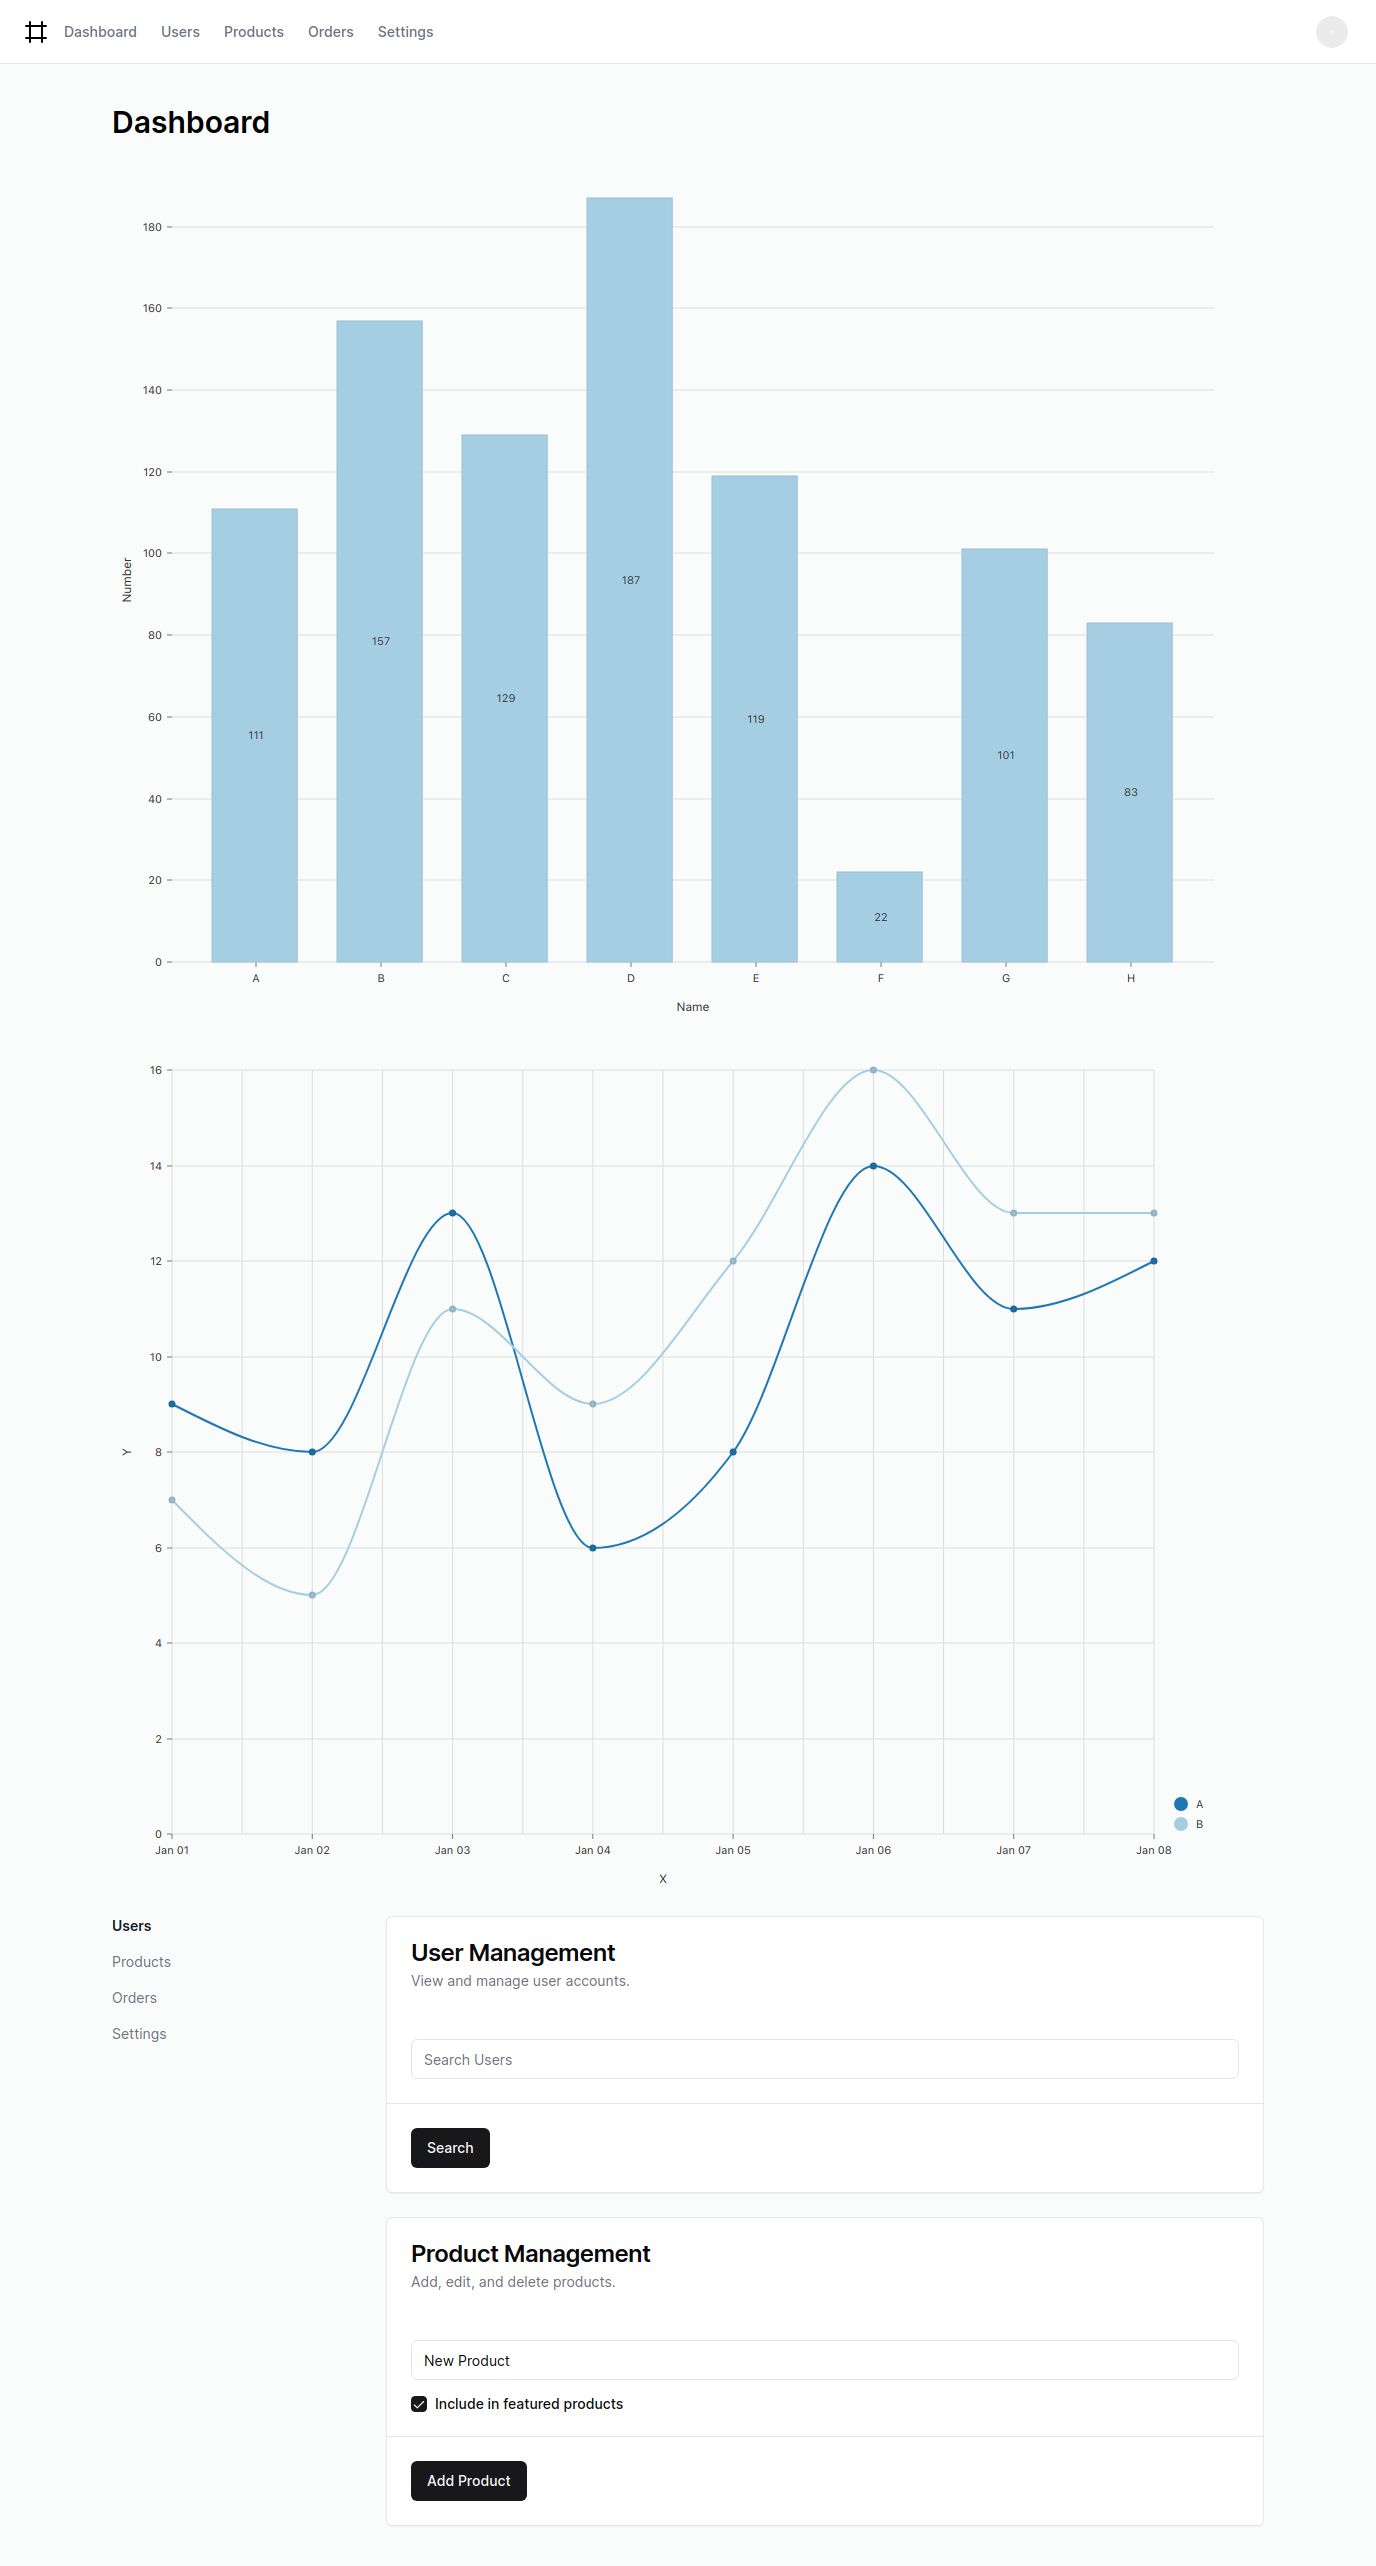 Dashboard Users Products Orders Settings
Dashboard
180
160
140
120
100
80
60
40
20
0
Number
111
157
129
187
119
22
101
83
A B C D E F G H
Name
16
14
12
10
8
6
4
2
0
Y
A
B
Jan 01 Jan 02 Jan 03 Jan 04 Jan 05 Jan 06 Jan 07 Jan 08
X
Users
Products
Orders
Settings
User Management
View and manage user accounts.
Search Users
Search
Product Management
Add, edit, and delete products.
New Product
Include in featured products
Add Product